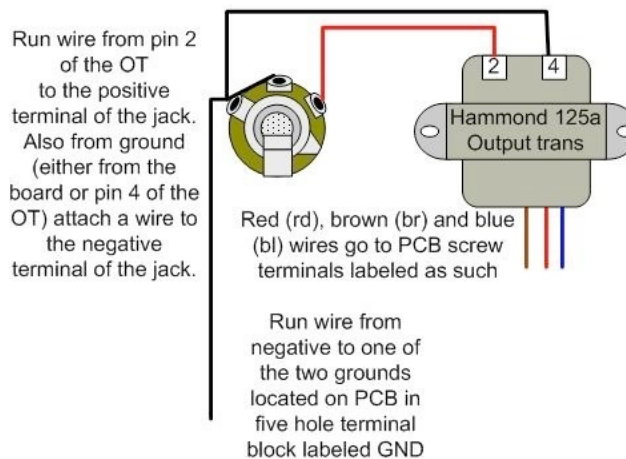 Run wire from pin 2
of the OT
to the positive
terminal of the jack.
Also from ground
(either from the
board or pin 4 of the
OT) attach a wire to
the negative
terminal of the jack.
2
4
Hammond 125a
Output trans
Red (rd), brown (br) and blue
(bl) wires go to PCB screw
terminals labeled as such
Run wire from
negative to one of
the two grounds
located on PCB in
five hole terminal
block labeled GND